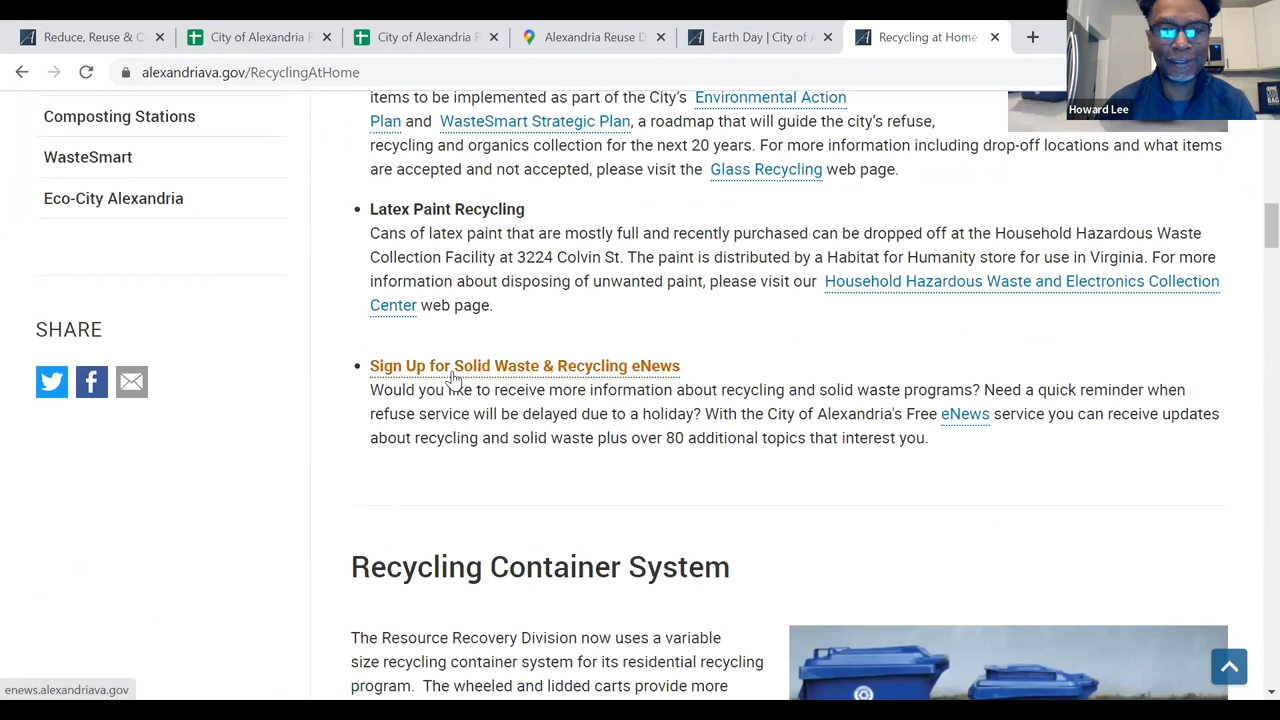 Reduce, Reuse & C
City of Alexandria F
City of Alexandria F
Alexandria Reuse D
Earth Day | City of A
Recycling at Home
alexandriava.gov/RecyclingAtHome
Howard Lee
Composting Stations
WasteSmart
Eco-City Alexandria
SHARE
items to be implemented as part of the City's Environmental Action
Plan and WasteSmart Strategic Plan, a roadmap that will guide the city's refuse,
recycling and organics collection for the next 20 years. For more information including drop-off locations and what items
are accepted and not accepted, please visit the Glass Recycling web page.
• Latex Paint Recycling
Cans of latex paint that are mostly full and recently purchased can be dropped off at the Household Hazardous Waste
Collection Facility at 3224 Colvin St. The paint is distributed by a Habitat for Humanity store for use in Virginia. For more
information about disposing of unwanted paint, please visit our Household Hazardous Waste and Electronics Collection
Center web page.
• Sign Up for Solid Waste & Recycling eNews
Would you like to receive more information about recycling and solid waste programs? Need a quick reminder when
refuse service will be delayed due to a holiday? With the City of Alexandria's Free eNews service you can receive updates
about recycling and solid waste plus over 80 additional topics that interest you.
Recycling Container System
The Resource Recovery Division now uses a variable
size recycling container system for its residential recycling
program. The wheeled and lidded carts provide more
enews.alexandriava.gov